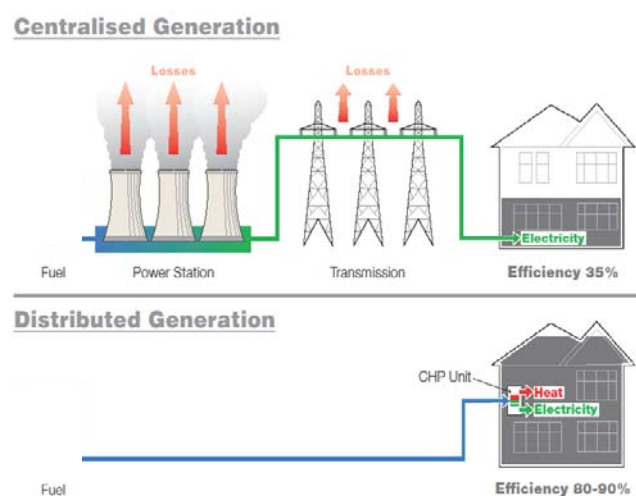 Centralised Generation
Losses
Losses
Electricity
Fuel
Power Station
Transmission
Efficiency 35%
Distributed Generation
CHP Unit
Heat
Electricity
Fuel
Efficiency 80-90%